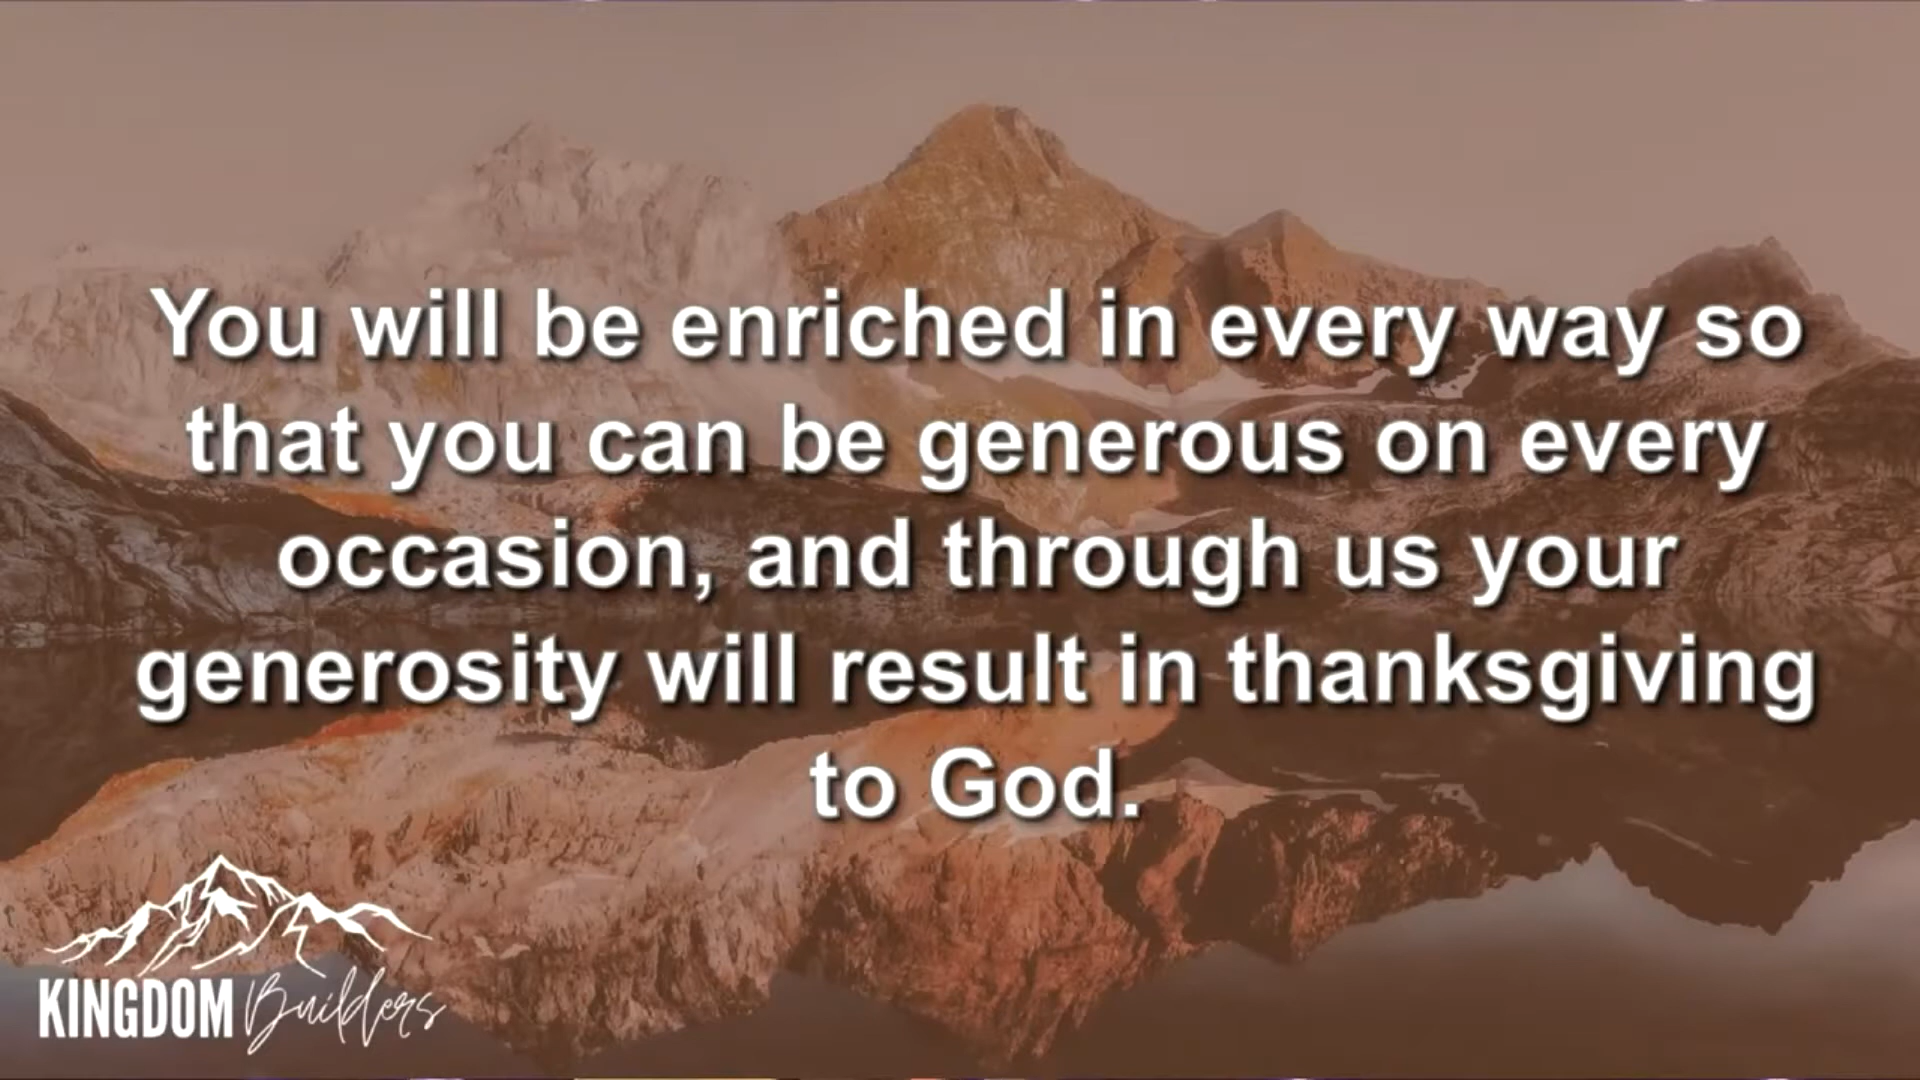 You will be enriched in every way so
that you can be generous on every
occasion, and through us your
generosity will result in thanksgiving
to God.
KINGDOM Builders